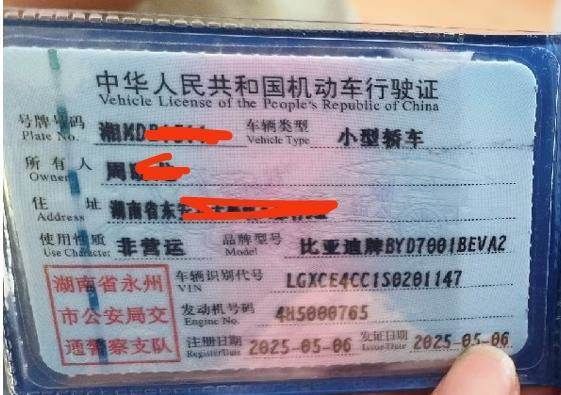 中华人民共和国机动车行驶证
Vehicle License of the People's Republic of China
号牌号码 湘 车辆类型 小型轿车
Plate No. Vehicle Type
所有人 周
Owner
住址 湖南省东
Address
使用性质 非营运 品牌型号 比亚迪牌BYD7001BEVA2
Use Character Model
湖南省永州
市公安局交
通警察支队
车辆识别代号 LGXCE4CC1S0201147
VIN
发动机号码 4H5000765
Engine No.
注册日期 2025-05-06 发证日期 2025-05-06
Register Date Issue Date